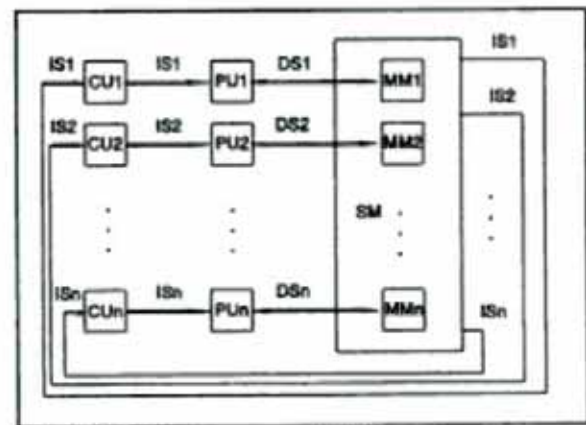 IS1
IS1 CU1 IS1 PU1 DS1 MM1
IS2
IS2 CU2 IS2 PU2 DS2 MM2
SM
ISn CUn ISn PUn DSn MMn ISn